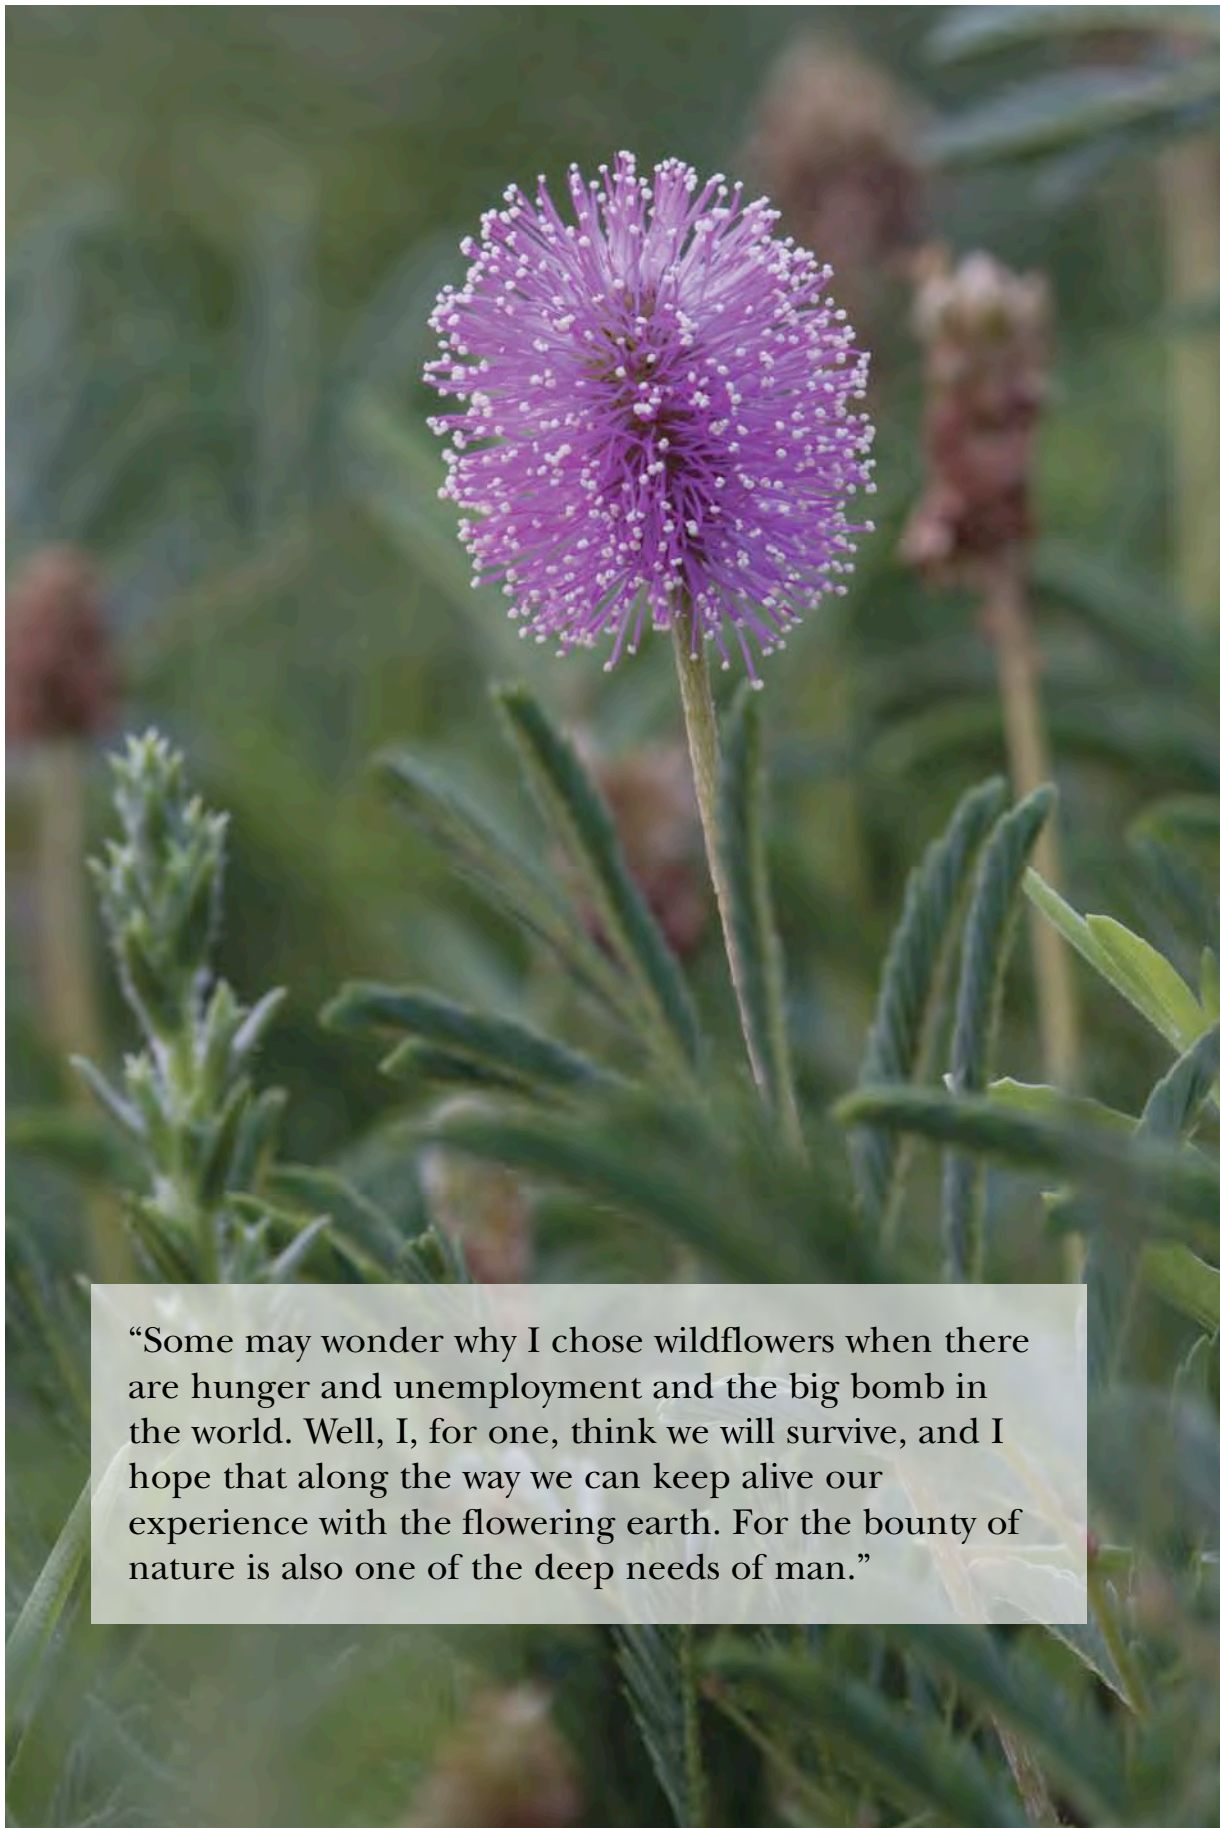 “Some may wonder why I chose wildflowers when there
are hunger and unemployment and the big bomb in
the world. Well, I, for one, think we will survive, and I
hope that along the way we can keep alive our
experience with the flowering earth. For the bounty of
nature is also one of the deep needs of man.”